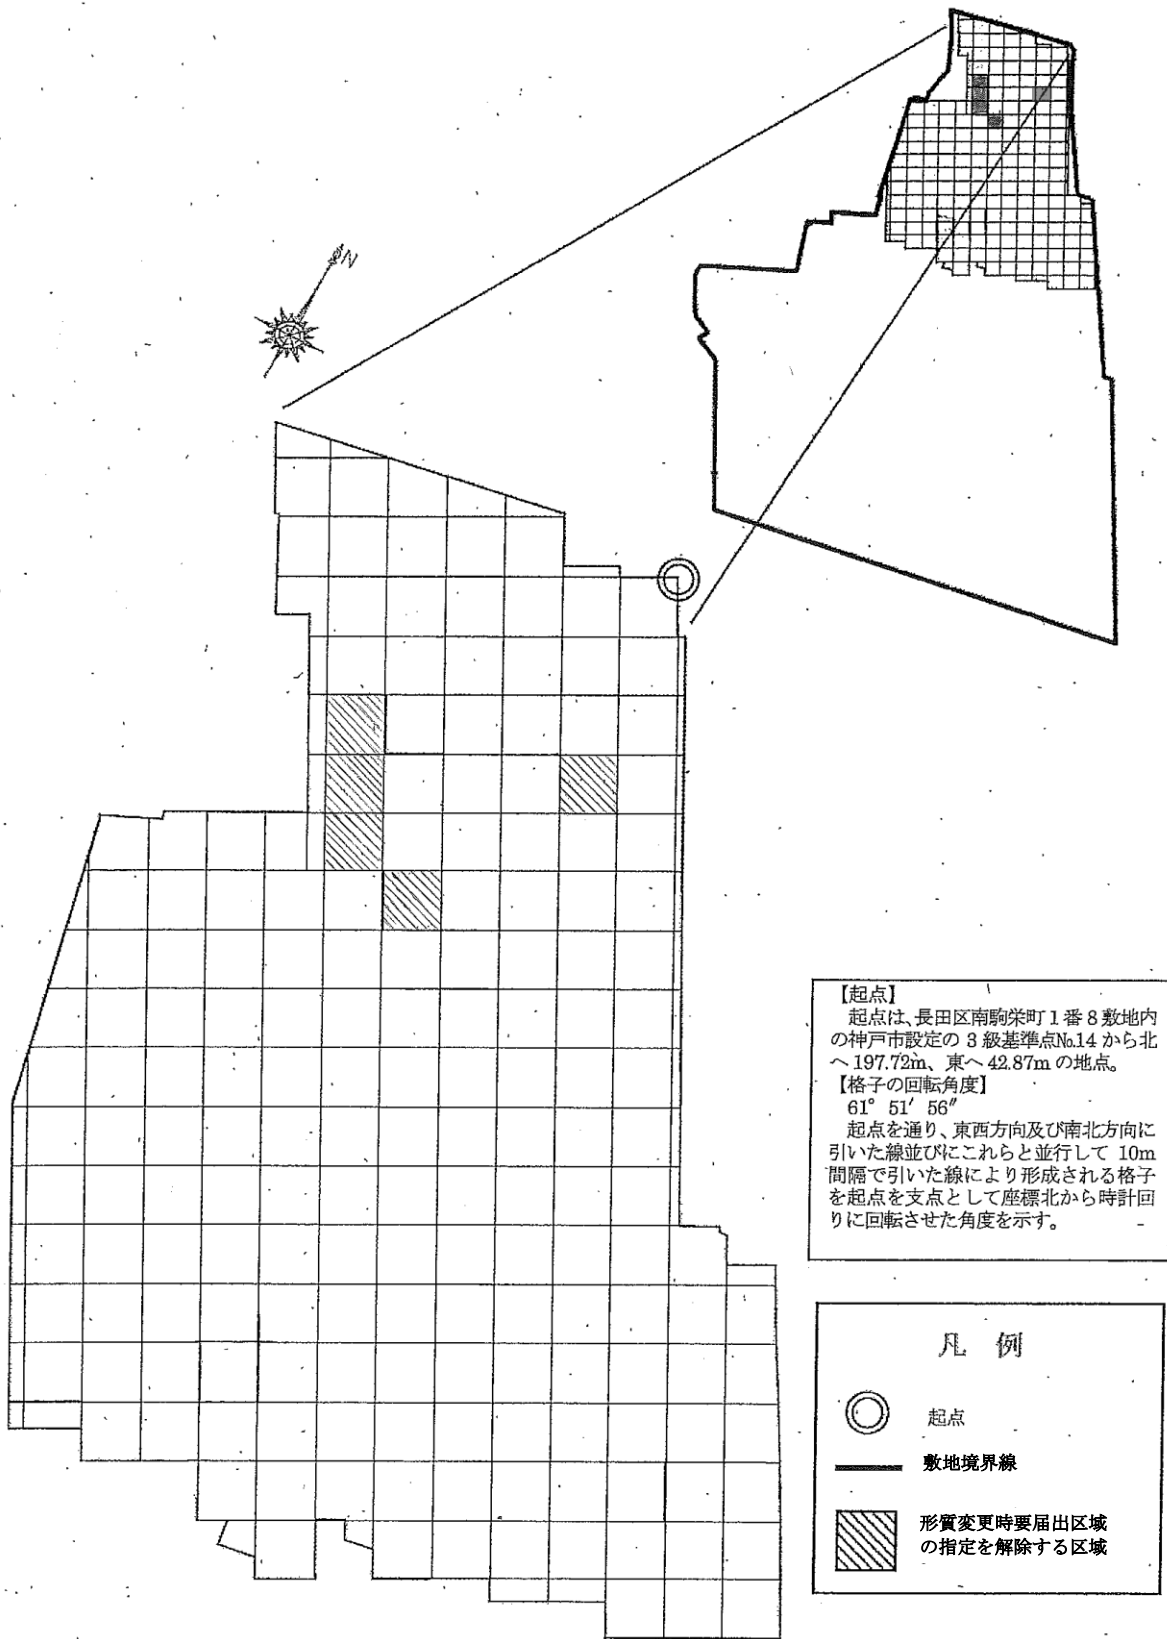 N
【起点】
起点は、長田区南駒栄町1番8敷地内
の神戸市設定の3級基準点No.14から北
へ197.72m、東へ42.87mの地点。
【格子の回転角度】
61° 51′ 56″
起点を通り、東西方向及び南北方向に
引いた線並びにこれらと並行して 10m
間隔で引いた線により形成される格子
を起点を支点として座標北から時計回
りに回転させた角度を示す。
凡 例
起点
敷地境界線
形質変更時要届出区域
の指定を解除する区域